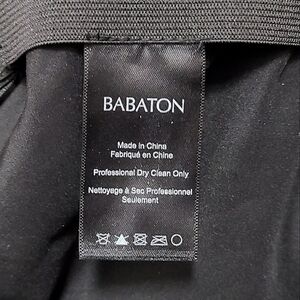 BABATON
Made in China
Fabriqué en Chine
Professional Dry Clean Only
Nettoyage à Sec Professionnel
Seulement